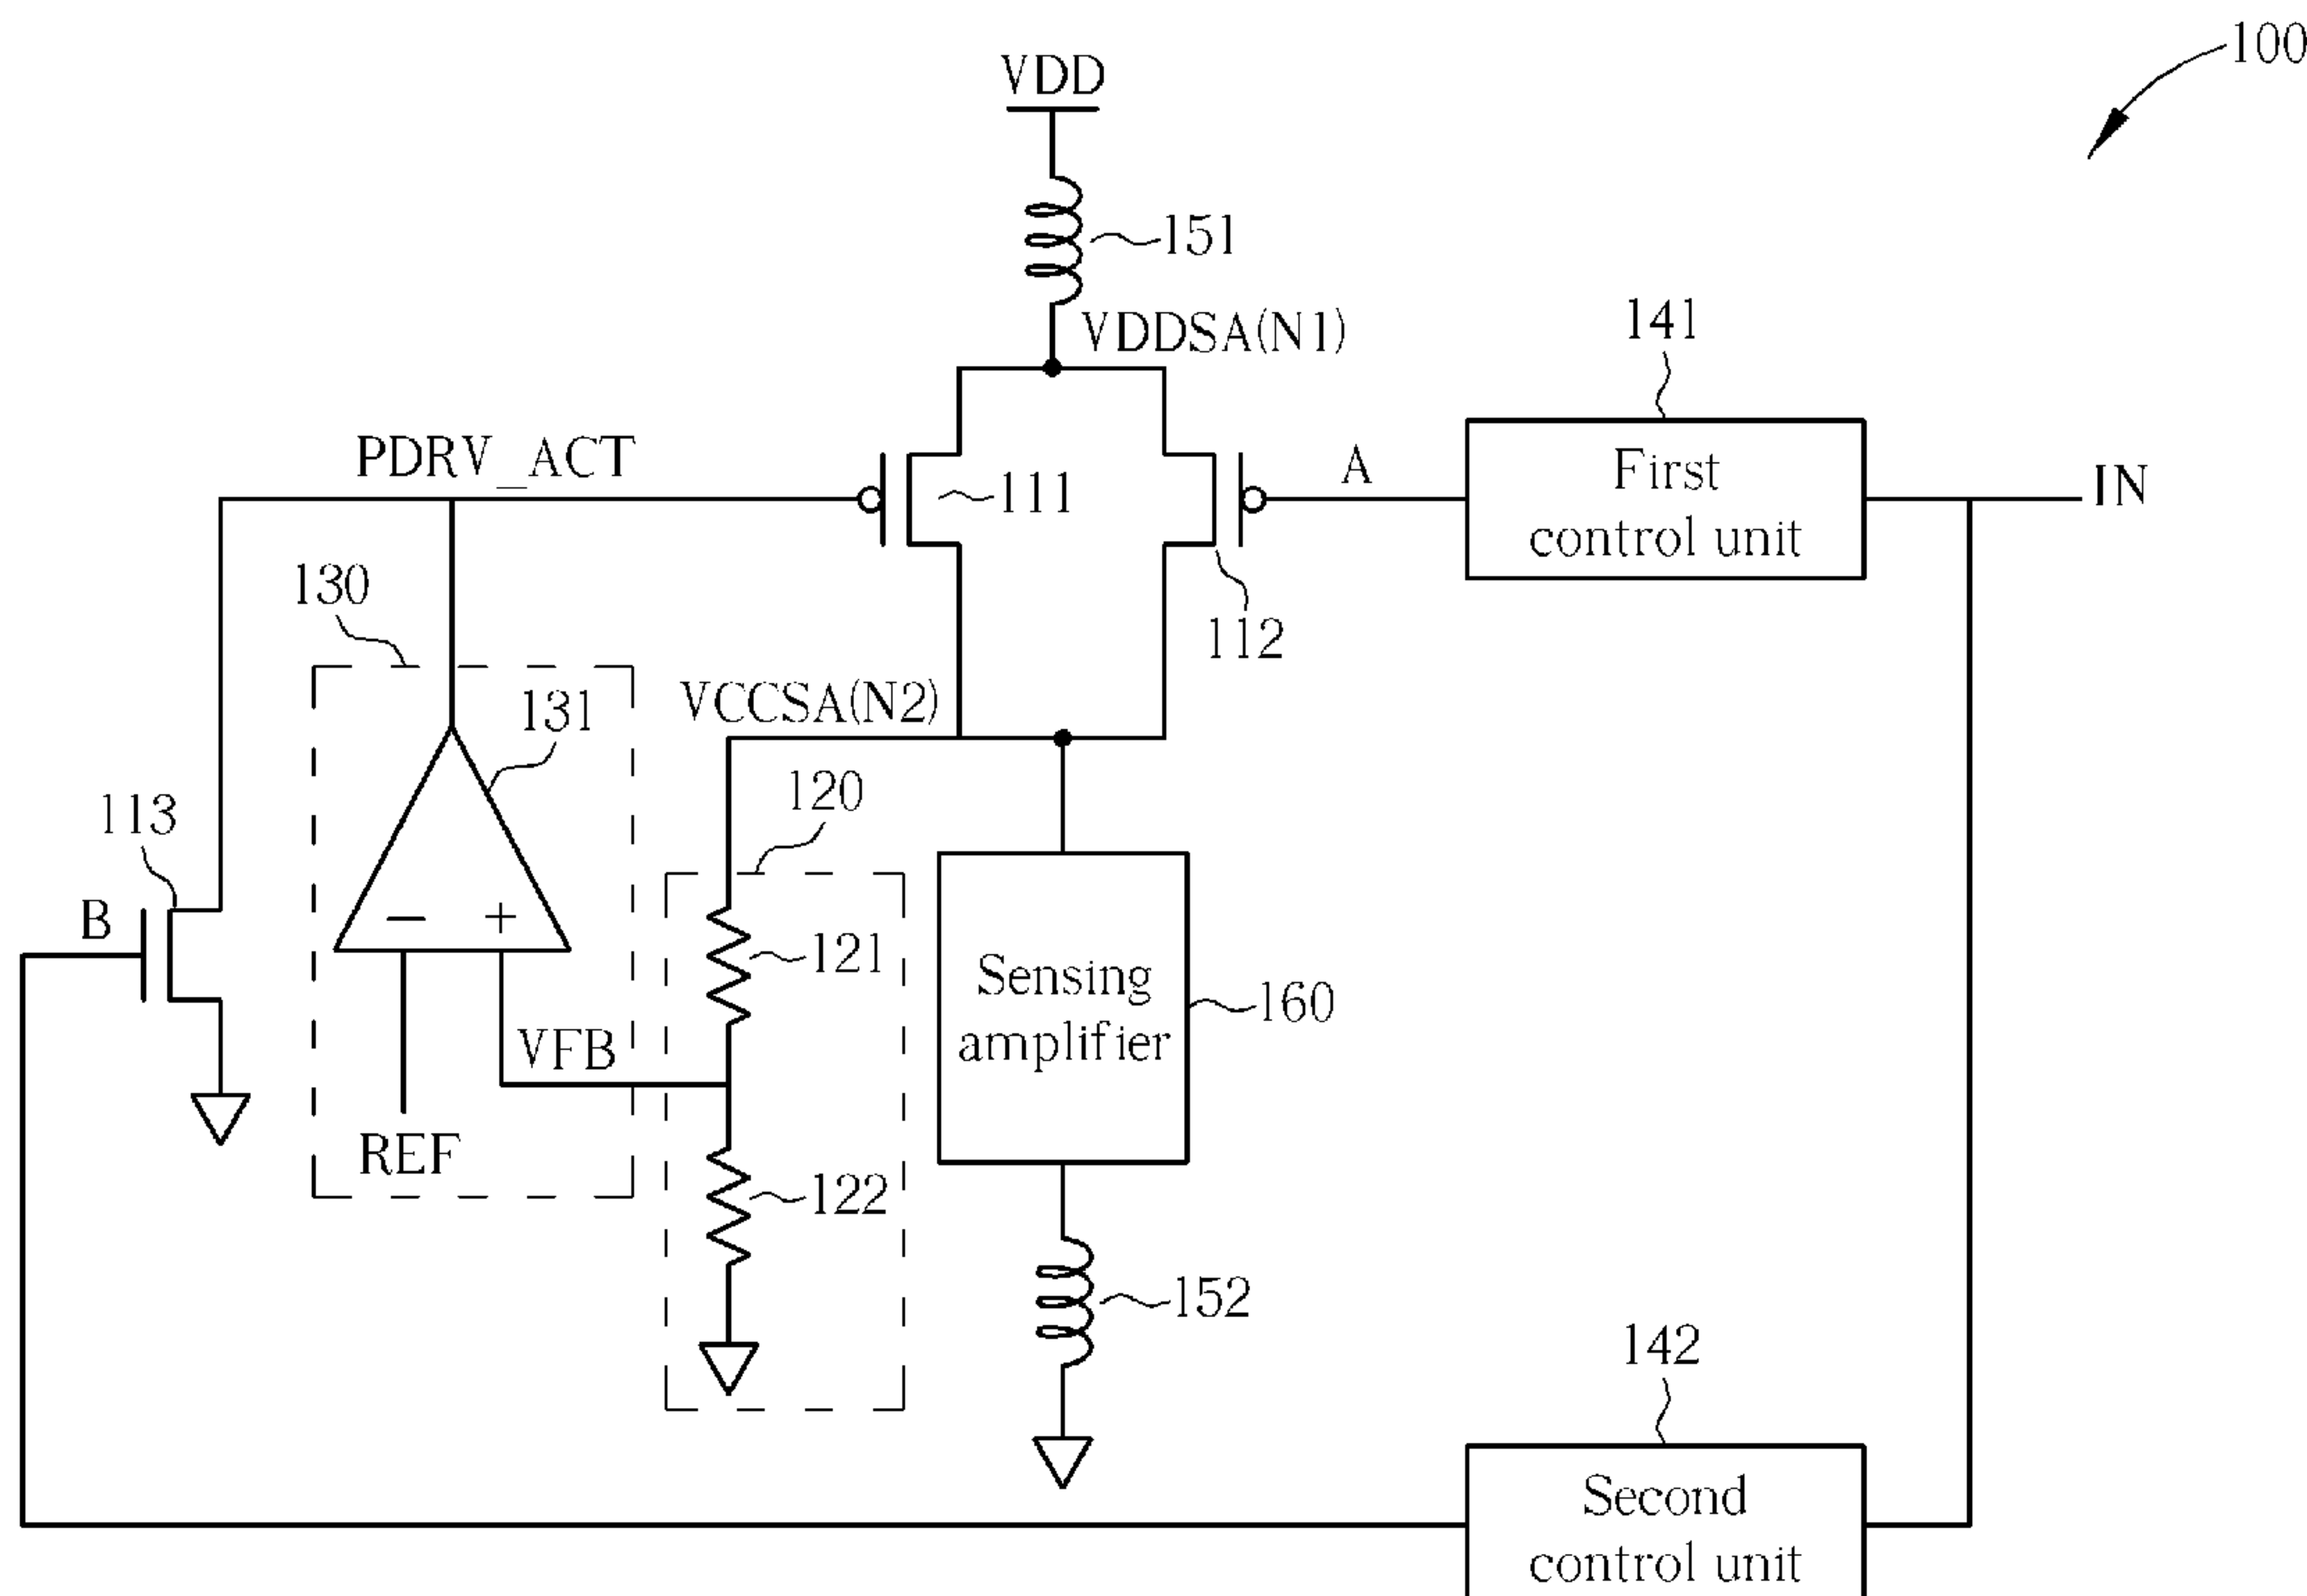 100
VDD
151
VDDSA(N1)
141
PDRV_ACT
111
A
First
control unit
IN
130
112
131
VCCSA(N2)
120
113
B
−
+
121
Sensing
amplifier
160
VFB
REF
122
152
142
Second
control unit